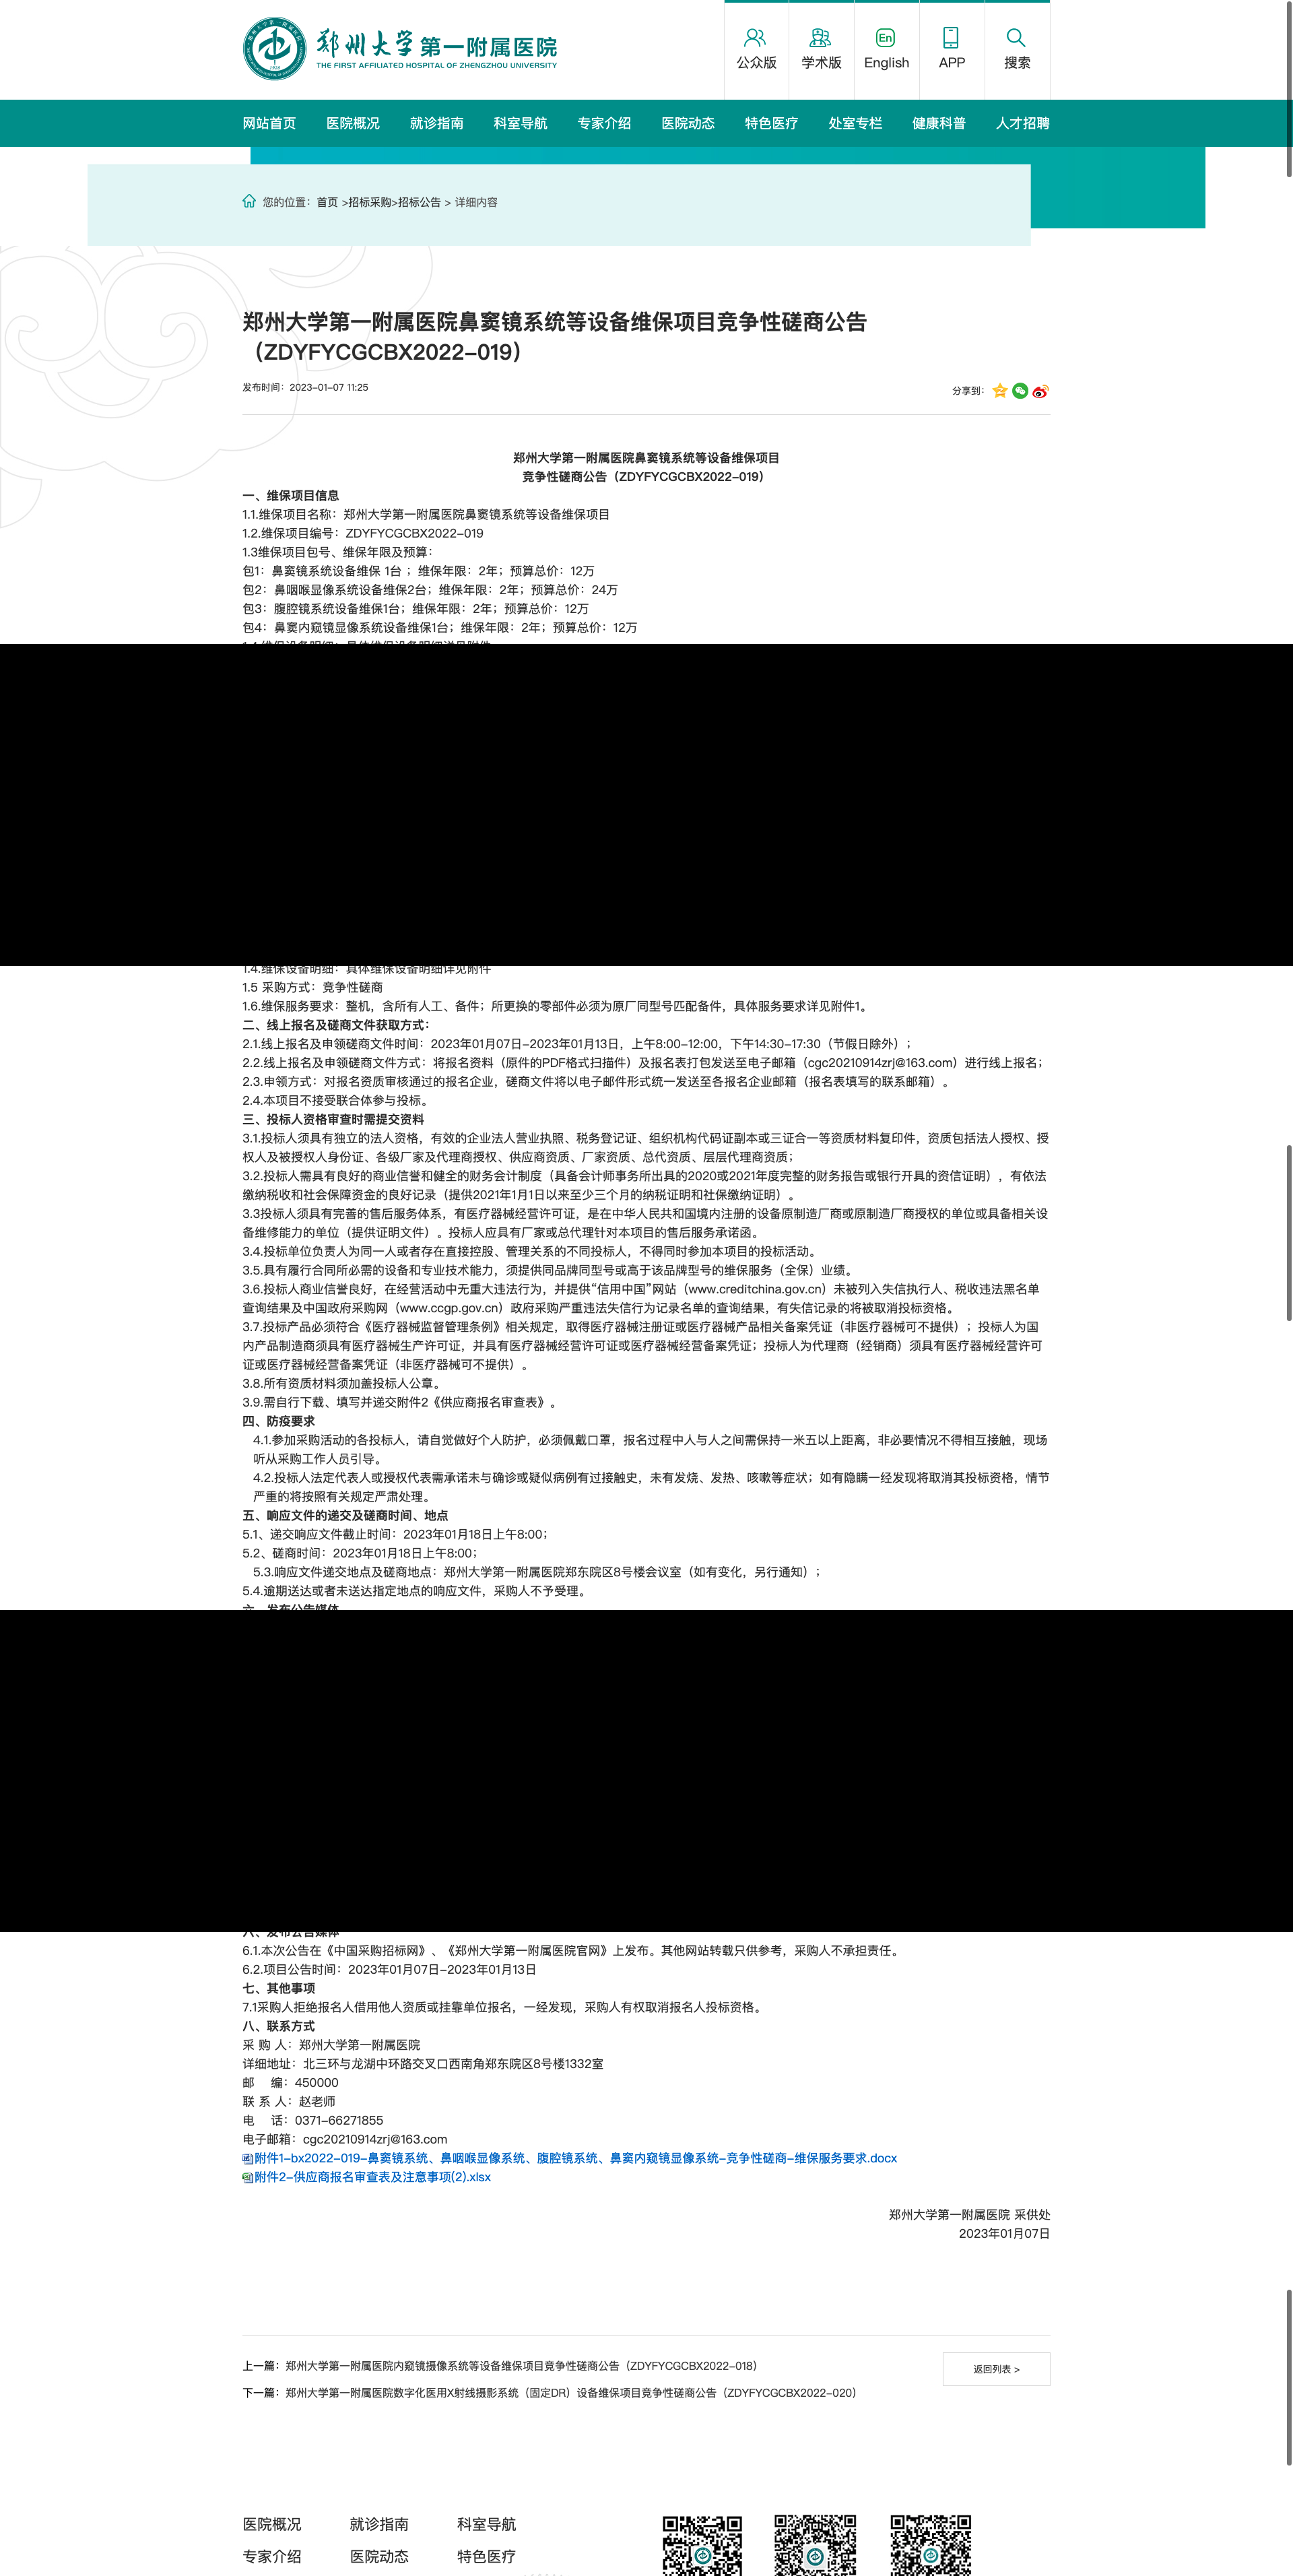 郑州大学第一附属医院
THE FIRST AFFILIATED HOSPITAL OF ZHENGZHOU UNIVERSITY
公众版
学术版
En
English
APP
搜索
网站首页 医院概况 就诊指南 科室导航 专家介绍 医院动态 特色医疗 处室专栏 健康科普 人才招聘
您的位置：首页 >招标采购>招标公告 > 详细内容
郑州大学第一附属医院鼻窦镜系统等设备维保项目竞争性磋商公告
（ZDYFYCGCBX2022-019）
发布时间：2023-01-07 11:25
分享到：
郑州大学第一附属医院鼻窦镜系统等设备维保项目
竞争性磋商公告（ZDYFYCGCBX2022-019）
一、维保项目信息
1.1.维保项目名称：郑州大学第一附属医院鼻窦镜系统等设备维保项目
1.2.维保项目编号：ZDYFYCGCBX2022-019
1.3维保项目包号、维保年限及预算：
包1：鼻窦镜系统设备维保 1台 ；维保年限：2年；预算总价：12万
包2：鼻咽喉显像系统设备维保2台；维保年限：2年；预算总价：24万
包3：腹腔镜系统设备维保1台；维保年限：2年；预算总价：12万
包4：鼻窦内窥镜显像系统设备维保1台；维保年限：2年；预算总价：12万
1.4.维保设备明细：具体维保设备明细详见附件
1.5 采购方式：竞争性磋商
1.6.维保服务要求：整机，含所有人工、备件；所更换的零部件必须为原厂同型号匹配备件，具体服务要求详见附件1。
二、线上报名及磋商文件获取方式：
2.1.线上报名及申领磋商文件时间：2023年01月07日-2023年01月13日，上午8:00-12:00，下午14:30-17:30（节假日除外）；
2.2.线上报名及申领磋商文件方式：将报名资料（原件的PDF格式扫描件）及报名表打包发送至电子邮箱（cgc20210914zrj@163.com）进行线上报名；
2.3.申领方式：对报名资质审核通过的报名企业，磋商文件将以电子邮件形式统一发送至各报名企业邮箱（报名表填写的联系邮箱）。
2.4.本项目不接受联合体参与投标。
三、投标人资格审查时需提交资料
3.1.投标人须具有独立的法人资格，有效的企业法人营业执照、税务登记证、组织机构代码证副本或三证合一等资质材料复印件，资质包括法人授权、授
权人及被授权人身份证、各级厂家及代理商授权、供应商资质、厂家资质、总代资质、层层代理商资质；
3.2.投标人需具有良好的商业信誉和健全的财务会计制度（具备会计师事务所出具的2020或2021年度完整的财务报告或银行开具的资信证明），有依法
缴纳税收和社会保障资金的良好记录（提供2021年1月1日以来至少三个月的纳税证明和社保缴纳证明）。
3.3投标人须具有完善的售后服务体系，有医疗器械经营许可证，是在中华人民共和国境内注册的设备原制造厂商或原制造厂商授权的单位或具备相关设
备维修能力的单位（提供证明文件）。投标人应具有厂家或总代理针对本项目的售后服务承诺函。
3.4.投标单位负责人为同一人或者存在直接控股、管理关系的不同投标人，不得同时参加本项目的投标活动。
3.5.具有履行合同所必需的设备和专业技术能力，须提供同品牌同型号或高于该品牌型号的维保服务（全保）业绩。
3.6.投标人商业信誉良好，在经营活动中无重大违法行为，并提供“信用中国”网站（www.creditchina.gov.cn）未被列入失信执行人、税收违法黑名单
查询结果及中国政府采购网（www.ccgp.gov.cn）政府采购严重违法失信行为记录名单的查询结果，有失信记录的将被取消投标资格。
3.7.投标产品必须符合《医疗器械监督管理条例》相关规定，取得医疗器械注册证或医疗器械产品相关备案凭证（非医疗器械可不提供）；投标人为国
内产品制造商须具有医疗器械生产许可证，并具有医疗器械经营许可证或医疗器械经营备案凭证；投标人为代理商（经销商）须具有医疗器械经营许可
证或医疗器械经营备案凭证（非医疗器械可不提供）。
3.8.所有资质材料须加盖投标人公章。
3.9.需自行下载、填写并递交附件2《供应商报名审查表》。
四、防疫要求
4.1.参加采购活动的各投标人，请自觉做好个人防护，必须佩戴口罩，报名过程中人与人之间需保持一米五以上距离，非必要情况不得相互接触，现场
听从采购工作人员引导。
4.2.投标人法定代表人或授权代表需承诺未与确诊或疑似病例有过接触史，未有发烧、发热、咳嗽等症状；如有隐瞒一经发现将取消其投标资格，情节
严重的将按照有关规定严肃处理。
五、响应文件的递交及磋商时间、地点
5.1、递交响应文件截止时间：2023年01月18日上午8:00；
5.2、磋商时间：2023年01月18日上午8:00；
5.3.响应文件递交地点及磋商地点：郑州大学第一附属医院郑东院区8号楼会议室（如有变化，另行通知）；
5.4.逾期送达或者未送达指定地点的响应文件，采购人不予受理。
六、发布公告媒体
6.1.本次公告在《中国采购招标网》、《郑州大学第一附属医院官网》上发布。其他网站转载只供参考，采购人不承担责任。
6.2.项目公告时间：2023年01月07日-2023年01月13日
七、其他事项
7.1采购人拒绝报名人借用他人资质或挂靠单位报名，一经发现，采购人有权取消报名人投标资格。
八、联系方式
采 购 人：郑州大学第一附属医院
详细地址：北三环与龙湖中环路交叉口西南角郑东院区8号楼1332室
邮 编：450000
联 系 人：赵老师
电 话：0371-66271855
电子邮箱：cgc20210914zrj@163.com
附件1-bx2022-019-鼻窦镜系统、鼻咽喉显像系统、腹腔镜系统、鼻窦内窥镜显像系统-竞争性磋商-维保服务要求.docx
附件2-供应商报名审查表及注意事项(2).xlsx
郑州大学第一附属医院 采供处
2023年01月07日
上一篇：郑州大学第一附属医院内窥镜摄像系统等设备维保项目竞争性磋商公告（ZDYFYCGCBX2022-018）
返回列表 >
下一篇：郑州大学第一附属医院数字化医用X射线摄影系统（固定DR）设备维保项目竞争性磋商公告（ZDYFYCGCBX2022-020）
医院概况 就诊指南 科室导航
专家介绍 医院动态 特色医疗